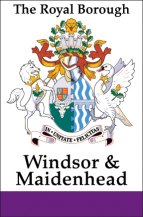 The Royal Borough
IN · UNITATE · FELICITAS
Windsor &
Maidenhead